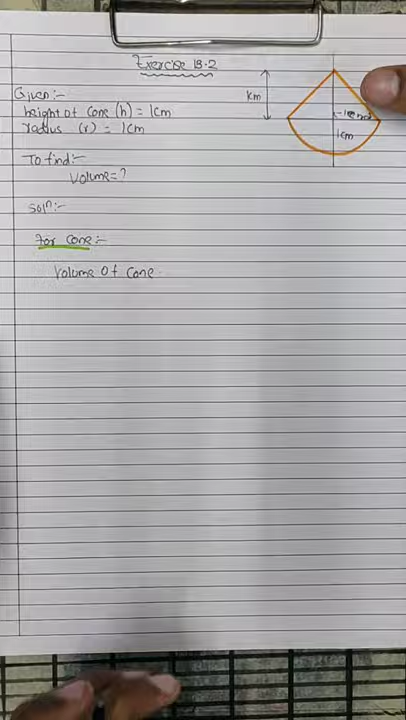 Exercise 13.2
Given:-
height of cone (h) = 1cm
radius (r) = 1cm
To find:-
Volume = ?
Solⁿ:-
For cone:-
Volume of cone
1cm
1cm